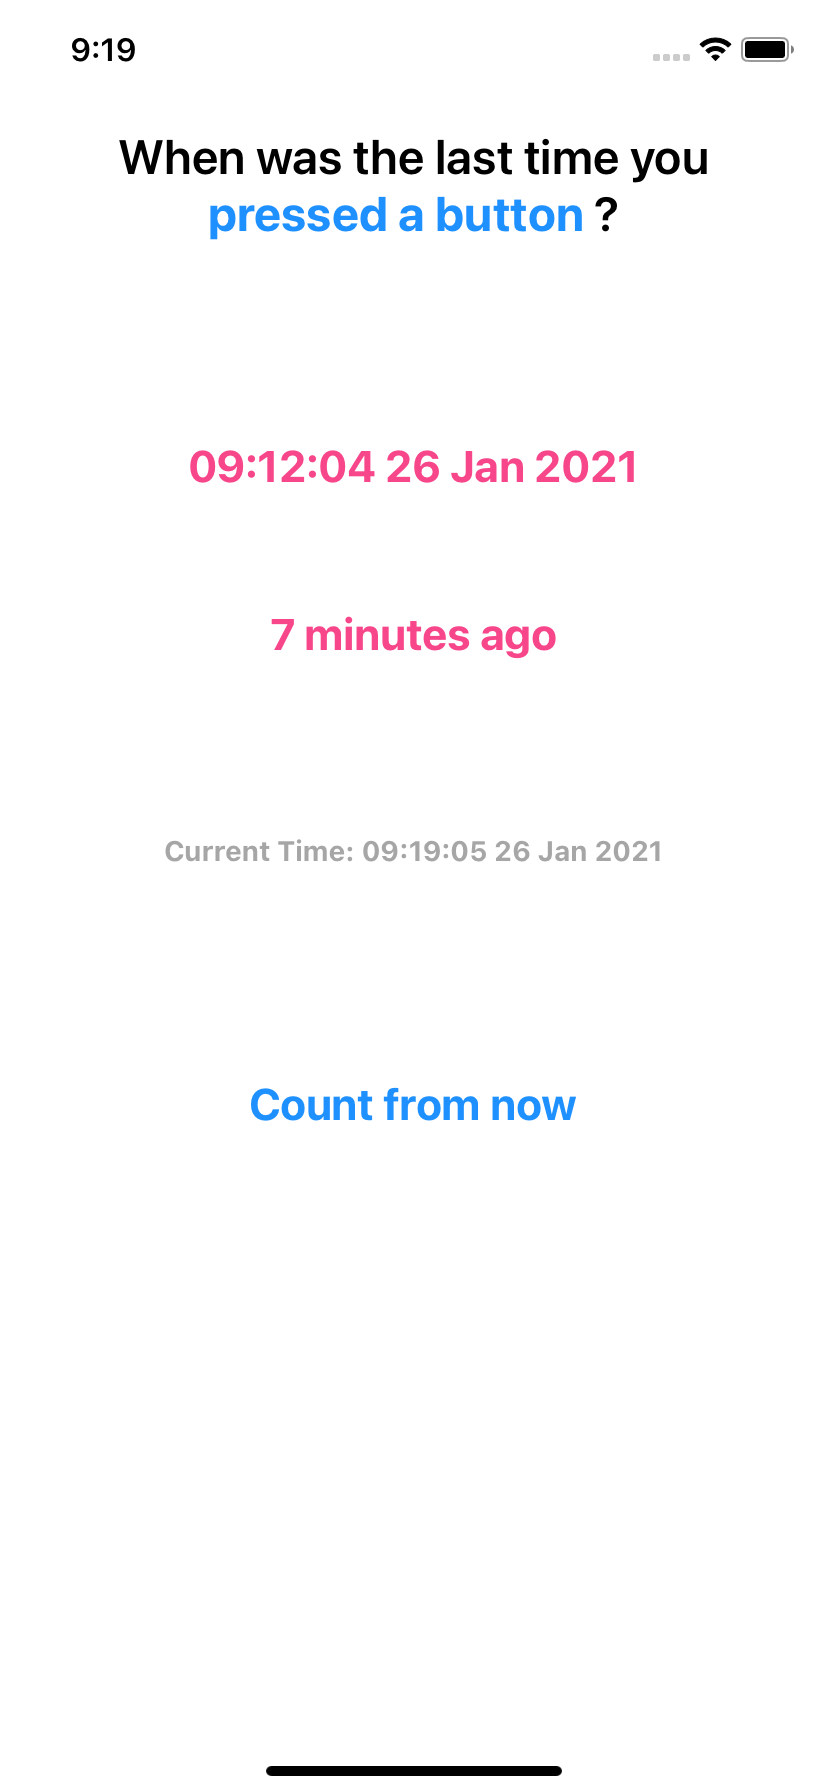 9:19
When was the last time you
pressed a button ?
09:12:04 26 Jan 2021
7 minutes ago
Current Time: 09:19:05 26 Jan 2021
Count from now